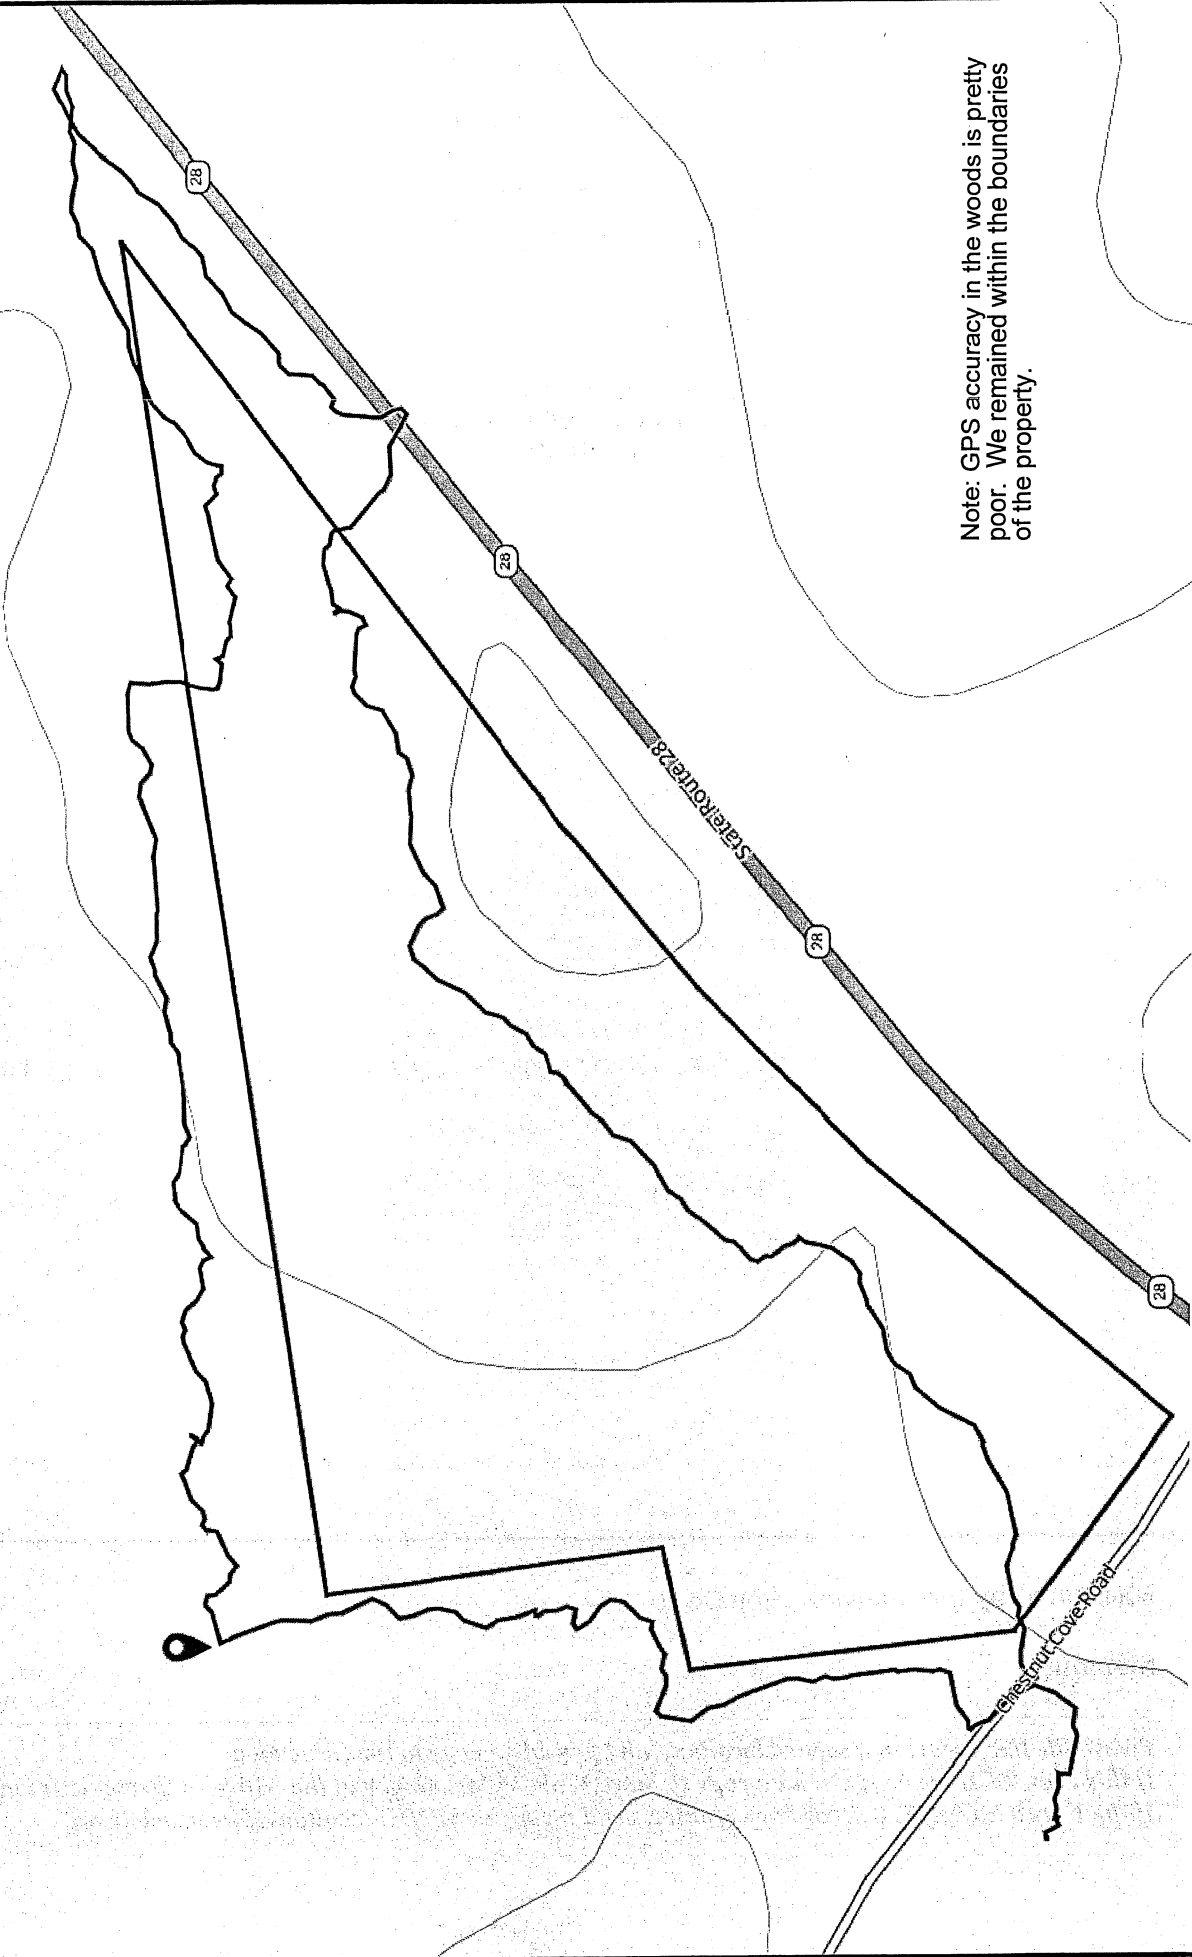 28
28
State Route 28
28
28
Chestnut Cove Road
Note: GPS accuracy in the woods is pretty
poor. We remained within the boundaries
of the property.